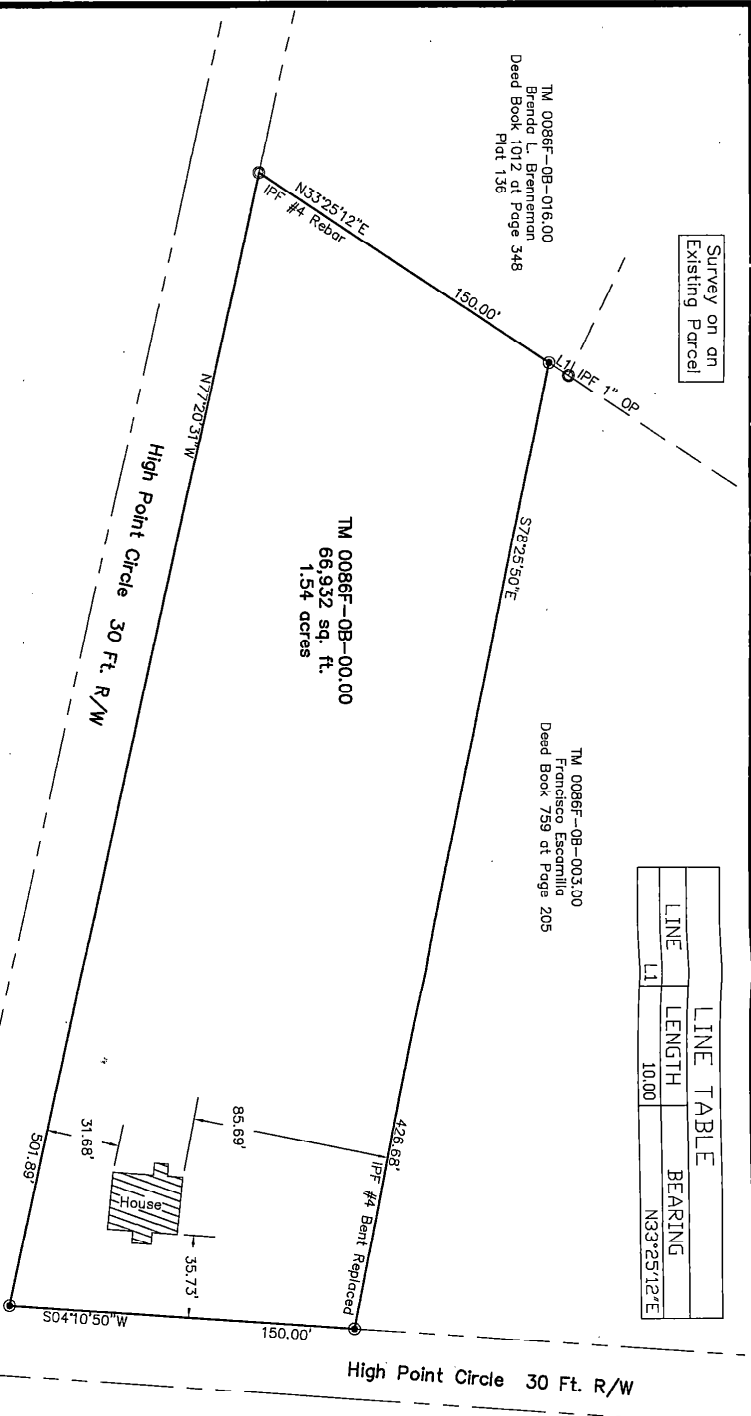 Survey on an
Existing Parcel
TM 0086F-0B-016.00
Brenda L. Brenneman
Deed Book 1012 at Page 348
Plat 136
LINE TABLE
LINE LENGTH BEARING
L1 10.00 N33°25'12"E
L1 IPF 1" OP
N33°25'12"E
150.00'
IPF #4 Rebar
S78°25'50"E
426.68'
IPF #4 Bent Replaced
TM 0086F-0B-003.00
Francisco Escamilla
Deed Book 759 at Page 205
TM 0086F-0B-00.00
66,932 sq. ft.
1.54 acres
N77°20'31"W
501.89'
High Point Circle 30 Ft. R/W
85.69'
31.68'
House
35.73'
S04°10'50"W
150.00'
High Point Circle 30 Ft. R/W